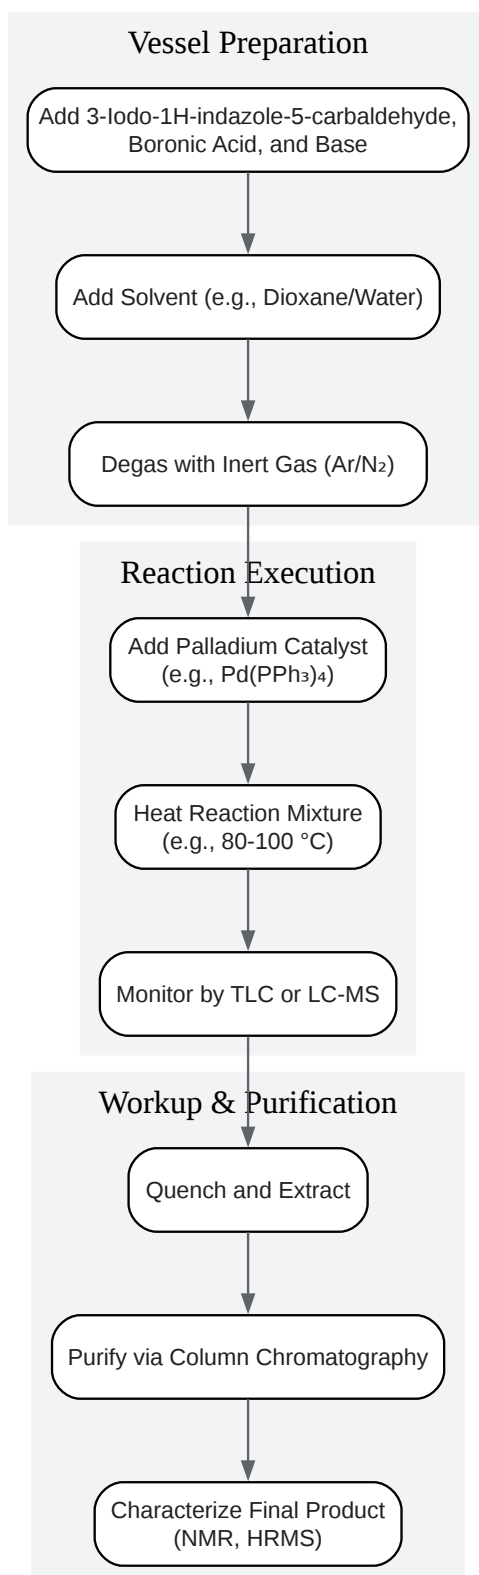 Vessel Preparation
Add 3-Iodo-1H-indazole-5-carbaldehyde,
Boronic Acid, and Base
Add Solvent (e.g., Dioxane/Water)
Degas with Inert Gas (Ar/N₂)
Reaction Execution
Add Palladium Catalyst
(e.g., Pd(PPh₃)₄)
Heat Reaction Mixture
(e.g., 80-100 °C)
Monitor by TLC or LC-MS
Workup & Purification
Quench and Extract
Purify via Column Chromatography
Characterize Final Product
(NMR, HRMS)